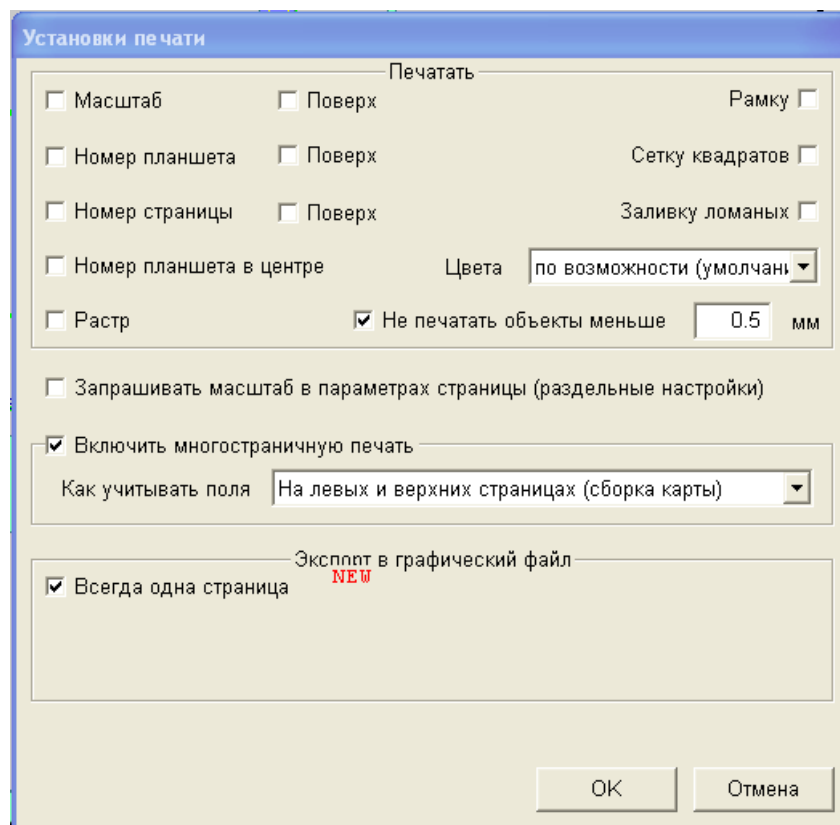 Установки печати
Печатать
Масштаб Поверх Рамку
Номер планшета Поверх Сетку квадратов
Номер страницы Поверх Заливку ломаных
Номер планшета в центре Цвета по возможности (умолчани
Растр Не печатать объекты меньше 0.5 мм
Запрашивать масштаб в параметрах страницы (раздельные настройки)
Включить многостраничную печать
Как учитывать поля На левых и верхних страницах (сборка карты)
Экспорт в графический файл
NEW
Всегда одна страница
OK Отмена